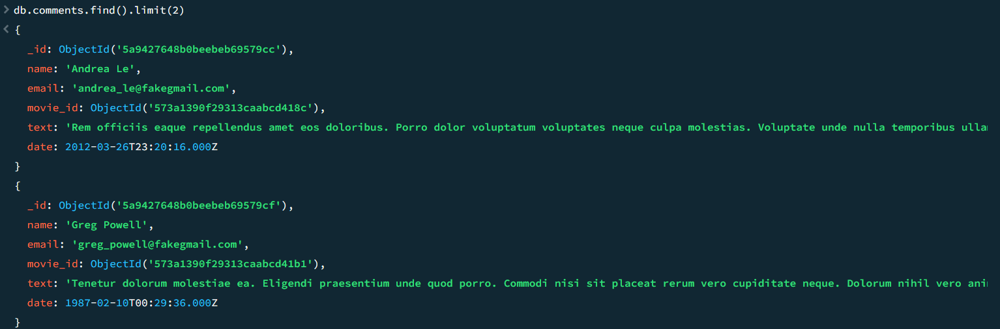 db.comments.find().limit(2)
{
_id: ObjectId('5a9427648b0beebeb69579cc'),
name: 'Andrea Le',
email: 'andrea_le@fakegmail.com',
movie_id: ObjectId('573a1390f29313caabcd418c'),
text: 'Rem officiis eaque repellendus amet eos doloribus. Porro dolor voluptatum voluptates neque culpa molestias. Voluptate unde nulla temporibus
date: 2012-03-26T23:20:16.000Z
}
{
_id: ObjectId('5a9427648b0beebeb69579cf'),
name: 'Greg Powell',
email: 'greg_powell@fakegmail.com',
movie_id: ObjectId('573a1390f29313caabcd41b1'),
text: 'Tenetur dolorum molestiae ea. Eligendi praesentium unde quod porro. Commodi nisi sit placeat rerum vero cupiditate neque. Dolorum nihil vero
date: 1987-02-10T00:29:36.000Z
}